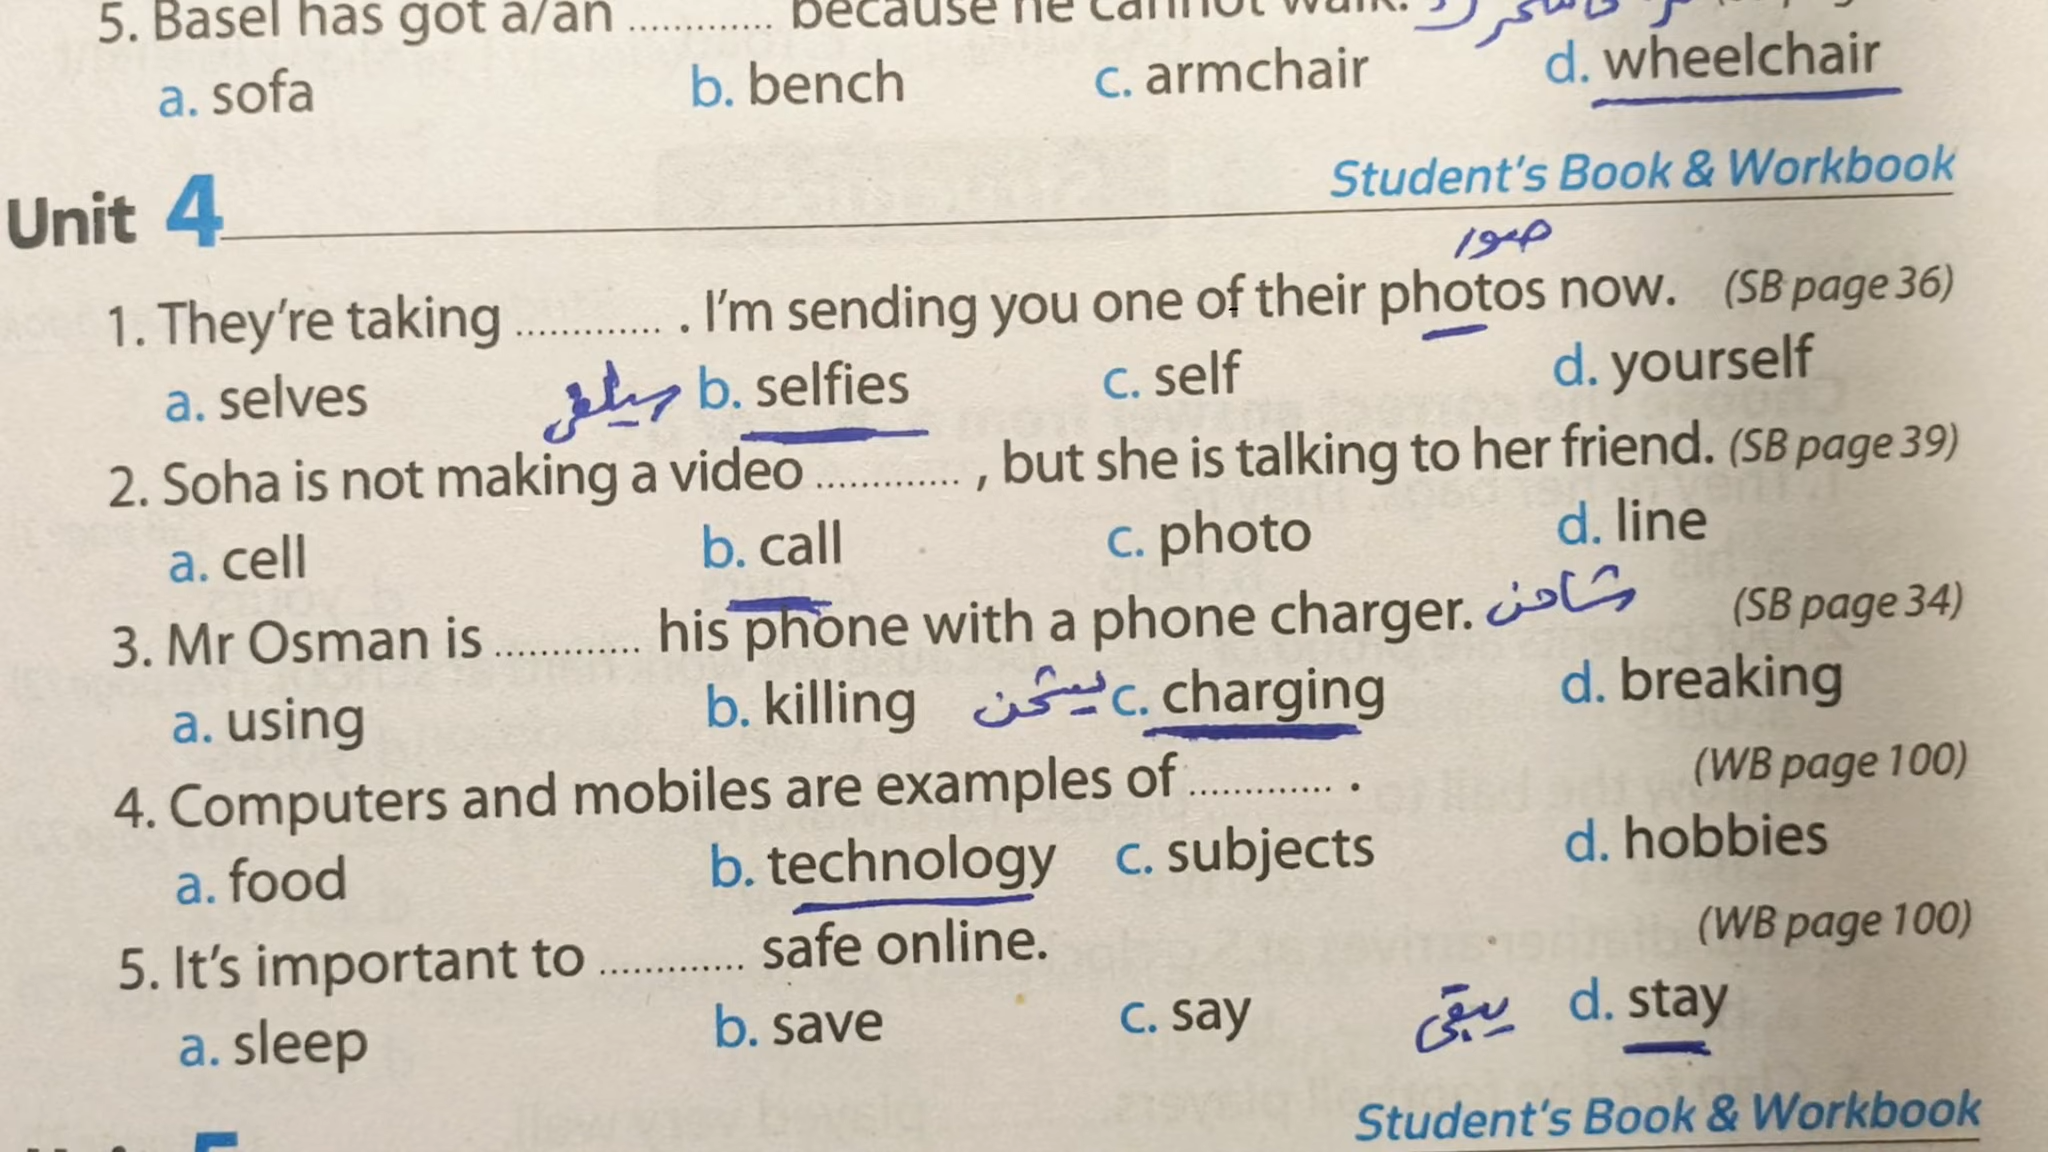 5. Basel has got a/an ............. because he cannot walk.
a. sofa b. bench c. armchair d. wheelchair
Unit 4 Student's Book & Workbook
صور
1. They're taking ............. . I'm sending you one of their photos now. (SB page 36)
a. selves سيلفي b. selfies c. self d. yourself
2. Soha is not making a video ............. , but she is talking to her friend. (SB page 39)
a. cell b. call c. photo d. line
3. Mr Osman is ............. his phone with a phone charger. شاحن (SB page 34)
a. using b. killing يشحن c. charging d. breaking
4. Computers and mobiles are examples of ............. . (WB page 100)
a. food b. technology c. subjects d. hobbies
5. It's important to ............. safe online. (WB page 100)
a. sleep b. save c. say يبقى d. stay
Student's Book & Workbook